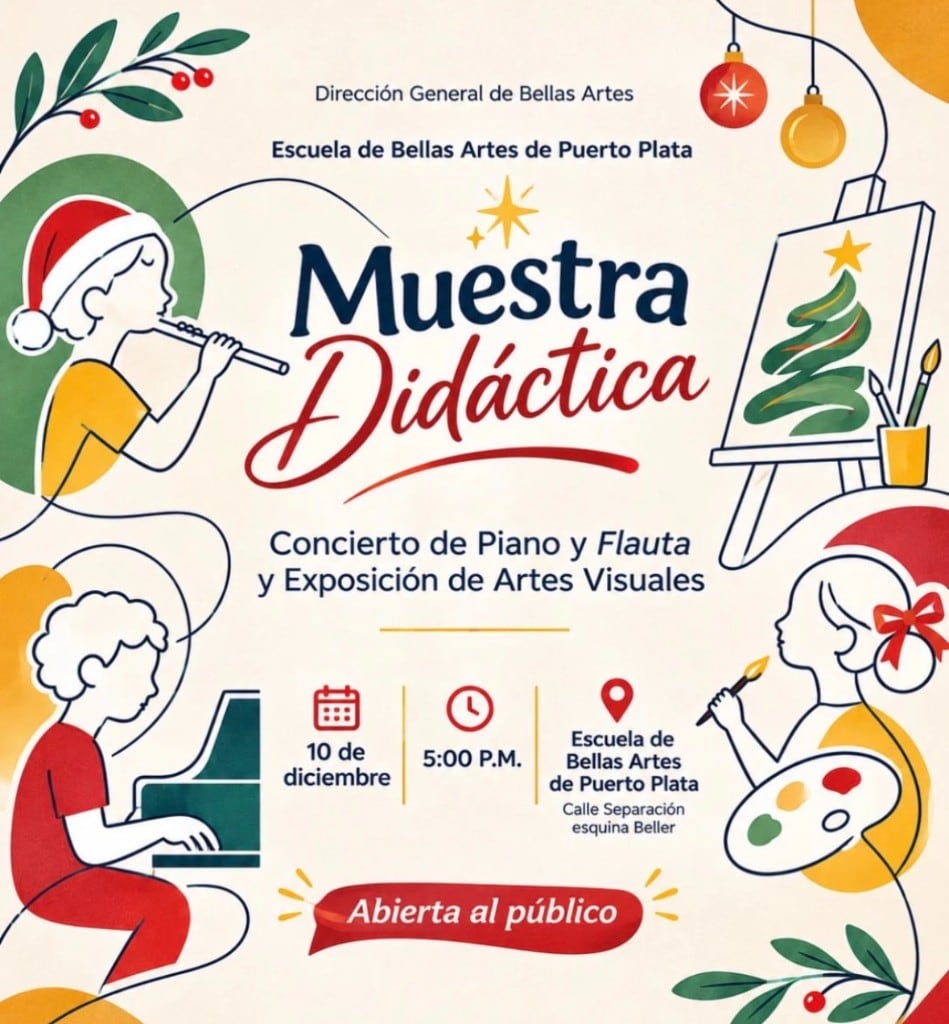 Dirección General de Bellas Artes
Escuela de Bellas Artes de Puerto Plata
Muestra
Didáctica
Concierto de Piano y Flauta
y Exposición de Artes Visuales
10 de
diciembre
5:00 P.M.
Escuela de
Bellas Artes
de Puerto Plata
Calle Separación
esquina Beller
Abierta al público